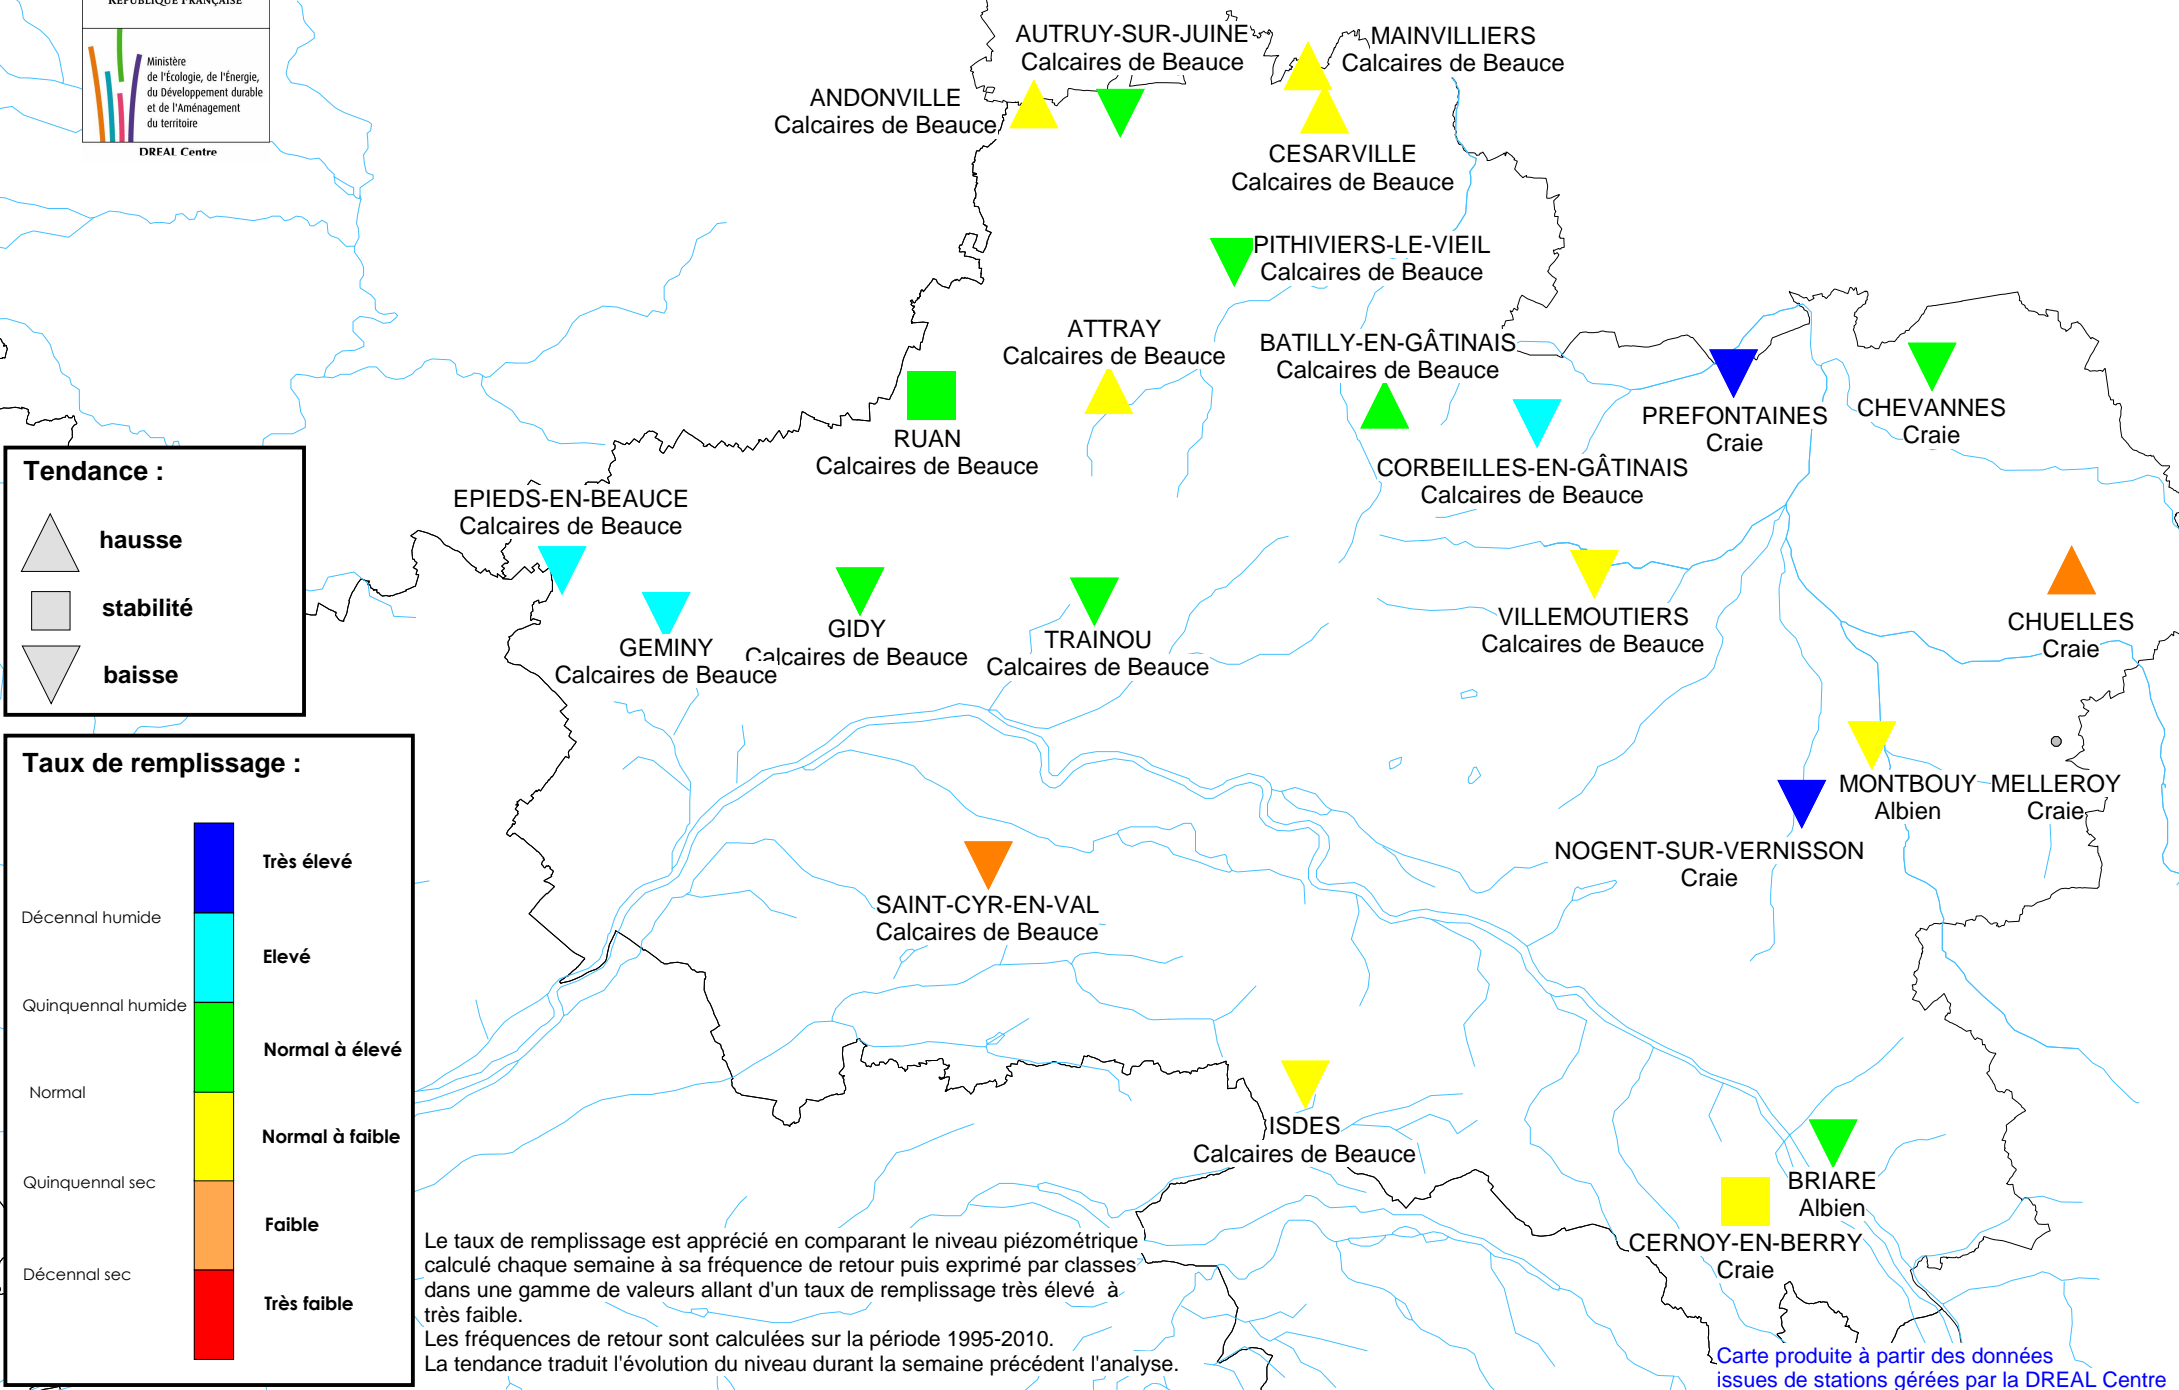 RÉPUBLIQUE FRANÇAISE
Ministère
de l'Écologie, de l'Énergie,
du Développement durable
et de l'Aménagement
du territoire
DREAL Centre
AUTRUY-SUR-JUINE
Calcaires de Beauce
MAINVILLIERS
Calcaires de Beauce
ANDONVILLE
Calcaires de Beauce
CESARVILLE
Calcaires de Beauce
PITHIVIERS-LE-VIEIL
Calcaires de Beauce
ATTRAY
Calcaires de Beauce
BATILLY-EN-GÂTINAIS
Calcaires de Beauce
RUAN
Calcaires de Beauce
PREFONTAINES
Craie
CHEVANNES
Craie
CORBEILLES-EN-GÂTINAIS
Calcaires de Beauce
EPIEDS-EN-BEAUCE
Calcaires de Beauce
GEMINY
Calcaires de Beauce
GIDY
Calcaires de Beauce
TRAINOU
Calcaires de Beauce
VILLEMOUTIERS
Calcaires de Beauce
CHUELLES
Craie
MONTBOUY
Albien
MELLEROY
Craie
NOGENT-SUR-VERNISSON
Craie
SAINT-CYR-EN-VAL
Calcaires de Beauce
ISDES
Calcaires de Beauce
BRIARE
Albien
CERNOY-EN-BERRY
Craie
Tendance :
hausse
stabilité
baisse
Taux de remplissage :
Très élevé
Décennal humide
Elevé
Quinquennal humide
Normal à élevé
Normal
Normal à faible
Quinquennal sec
Faible
Décennal sec
Très faible
Le taux de remplissage est apprécié en comparant le niveau piézométrique
calculé chaque semaine à sa fréquence de retour puis exprimé par classes
dans une gamme de valeurs allant d'un taux de remplissage très élevé à
très faible.
Les fréquences de retour sont calculées sur la période 1995-2010.
La tendance traduit l'évolution du niveau durant la semaine précédent l'analyse.
Carte produite à partir des données
issues de stations gérées par la DREAL Centre